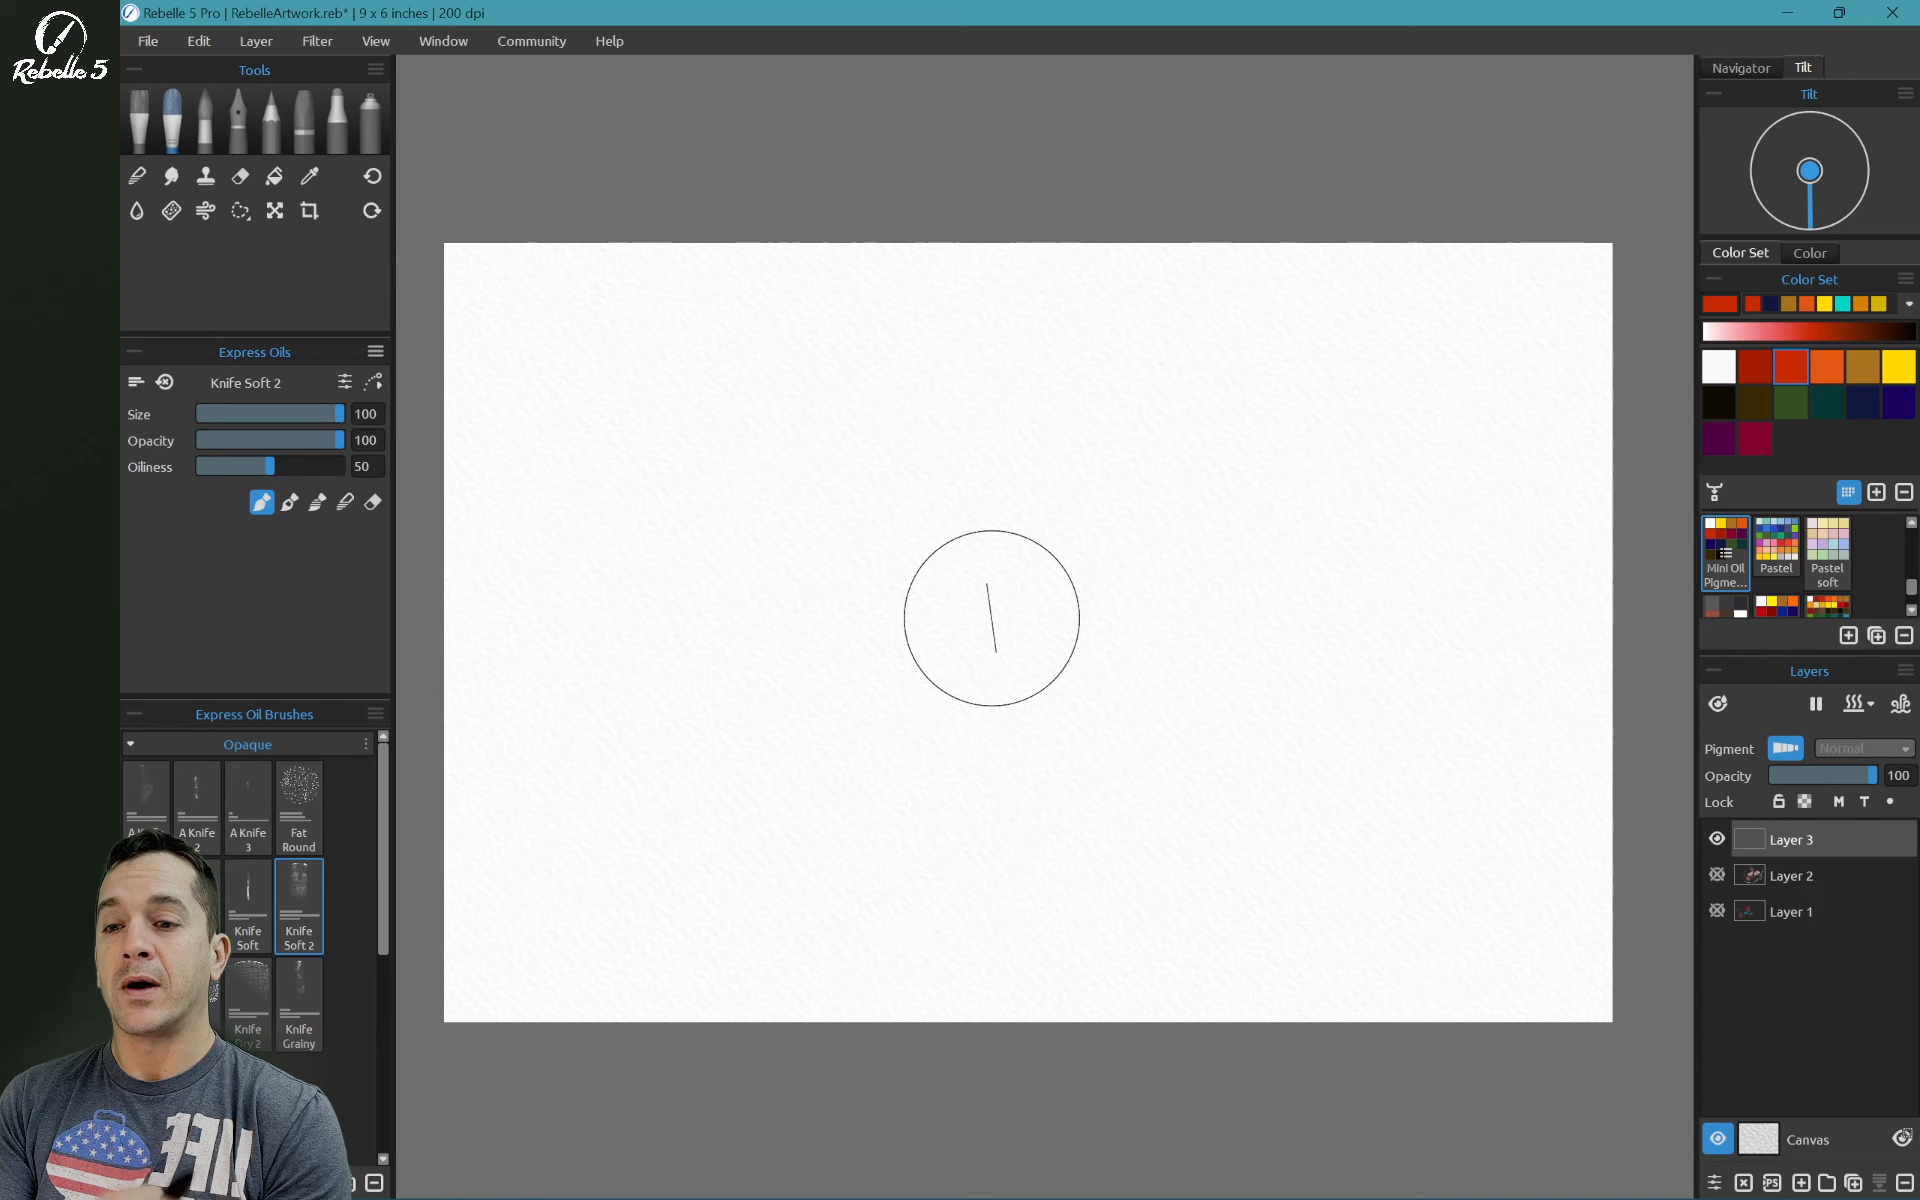 Rebelle 5
Rebelle 5 Pro | RebelleArtwork.reb* | 9 x 6 inches | 200 dpi
File Edit Layer Filter View Window Community Help
Tools
Express Oils
Knife Soft 2
Size 100
Opacity 100
Oiliness 50
Express Oil Brushes
Opaque
A Knife
2
A Knife
3
Fat
Round
Knife
Soft
Knife
Soft 2
Knife
Dry 2
Knife
Grainy
LIFE
Navigator Tilt
Tilt
Color Set Color
Color Set
Mini Oil
Pigme...
Pastel
Pastel
soft
Layers
Pigment Normal
Opacity 100
Lock M T
Layer 3
Layer 2
Layer 1
Canvas
PS